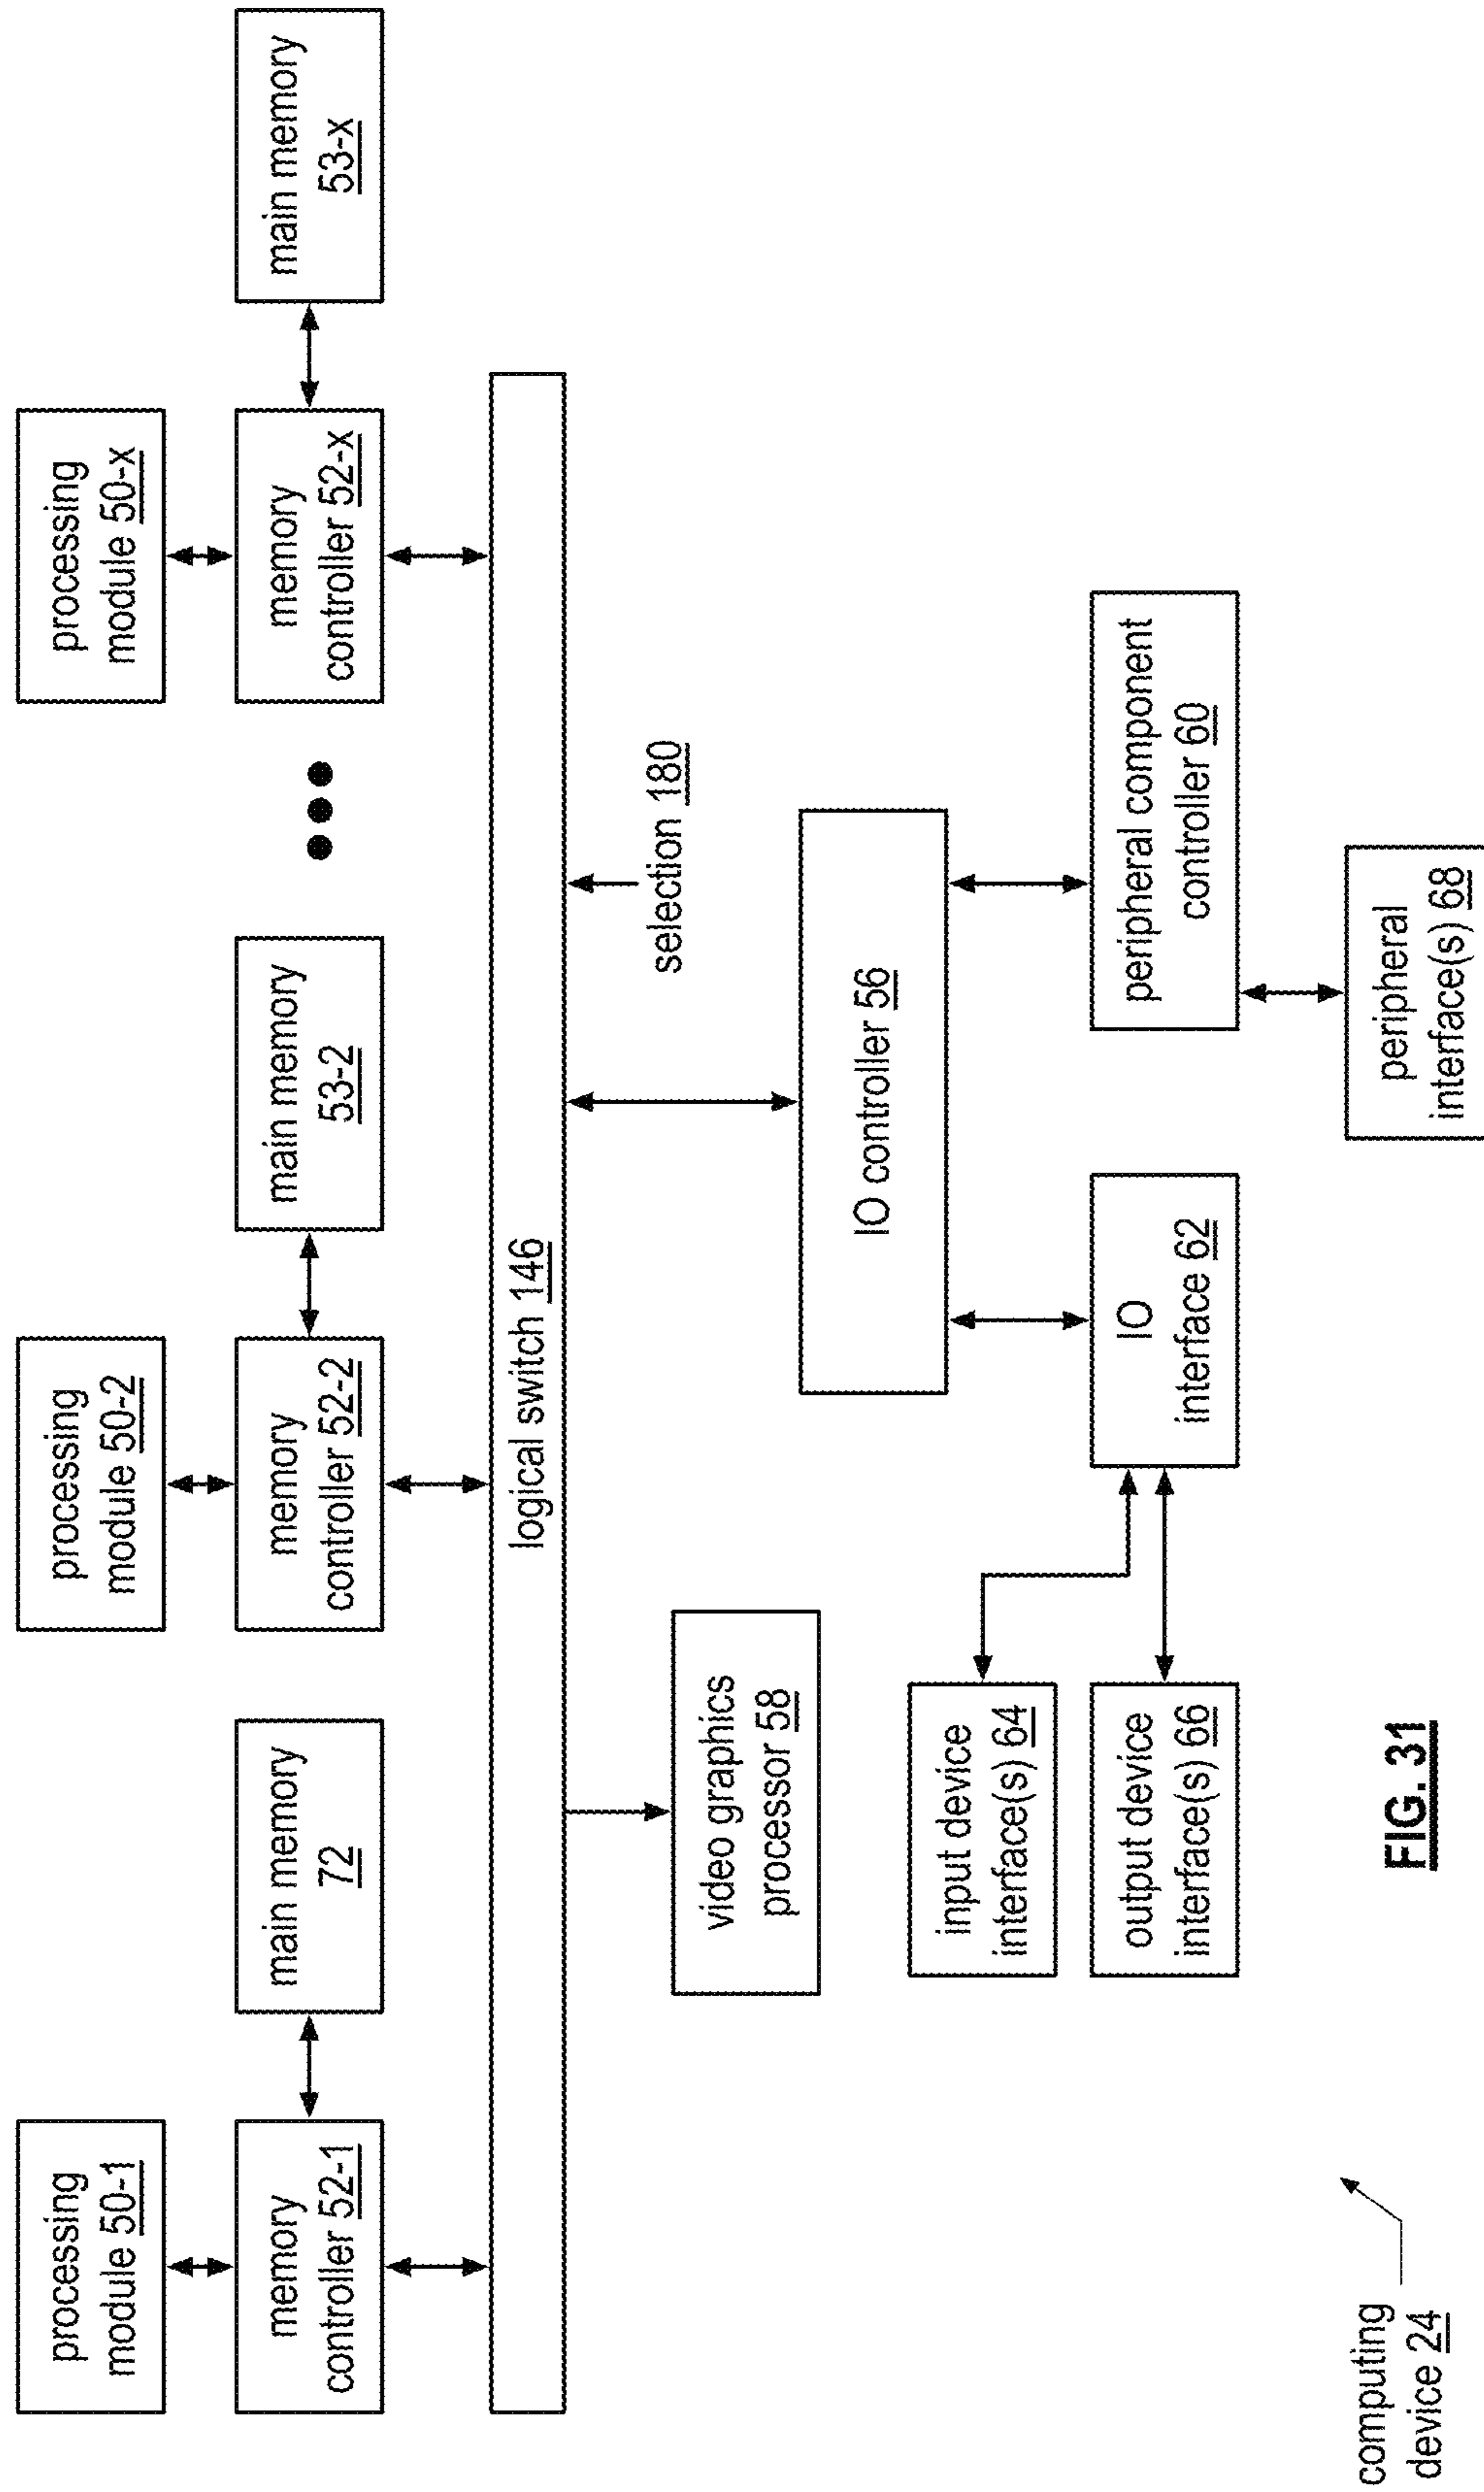 processing
module 50-1
processing
module 50-2
processing
module 50-x
memory
controller 52-1
main memory
72
memory
controller 52-2
main memory
53-2
memory
controller 52-x
main memory
53-x
logical switch 146
selection 180
video graphics
processor 58
IO controller 56
input device
interface(s) 64
output device
interface(s) 66
IO
interface 62
peripheral component
controller 60
peripheral
interface(s) 68
computing
device 24
FIG. 31